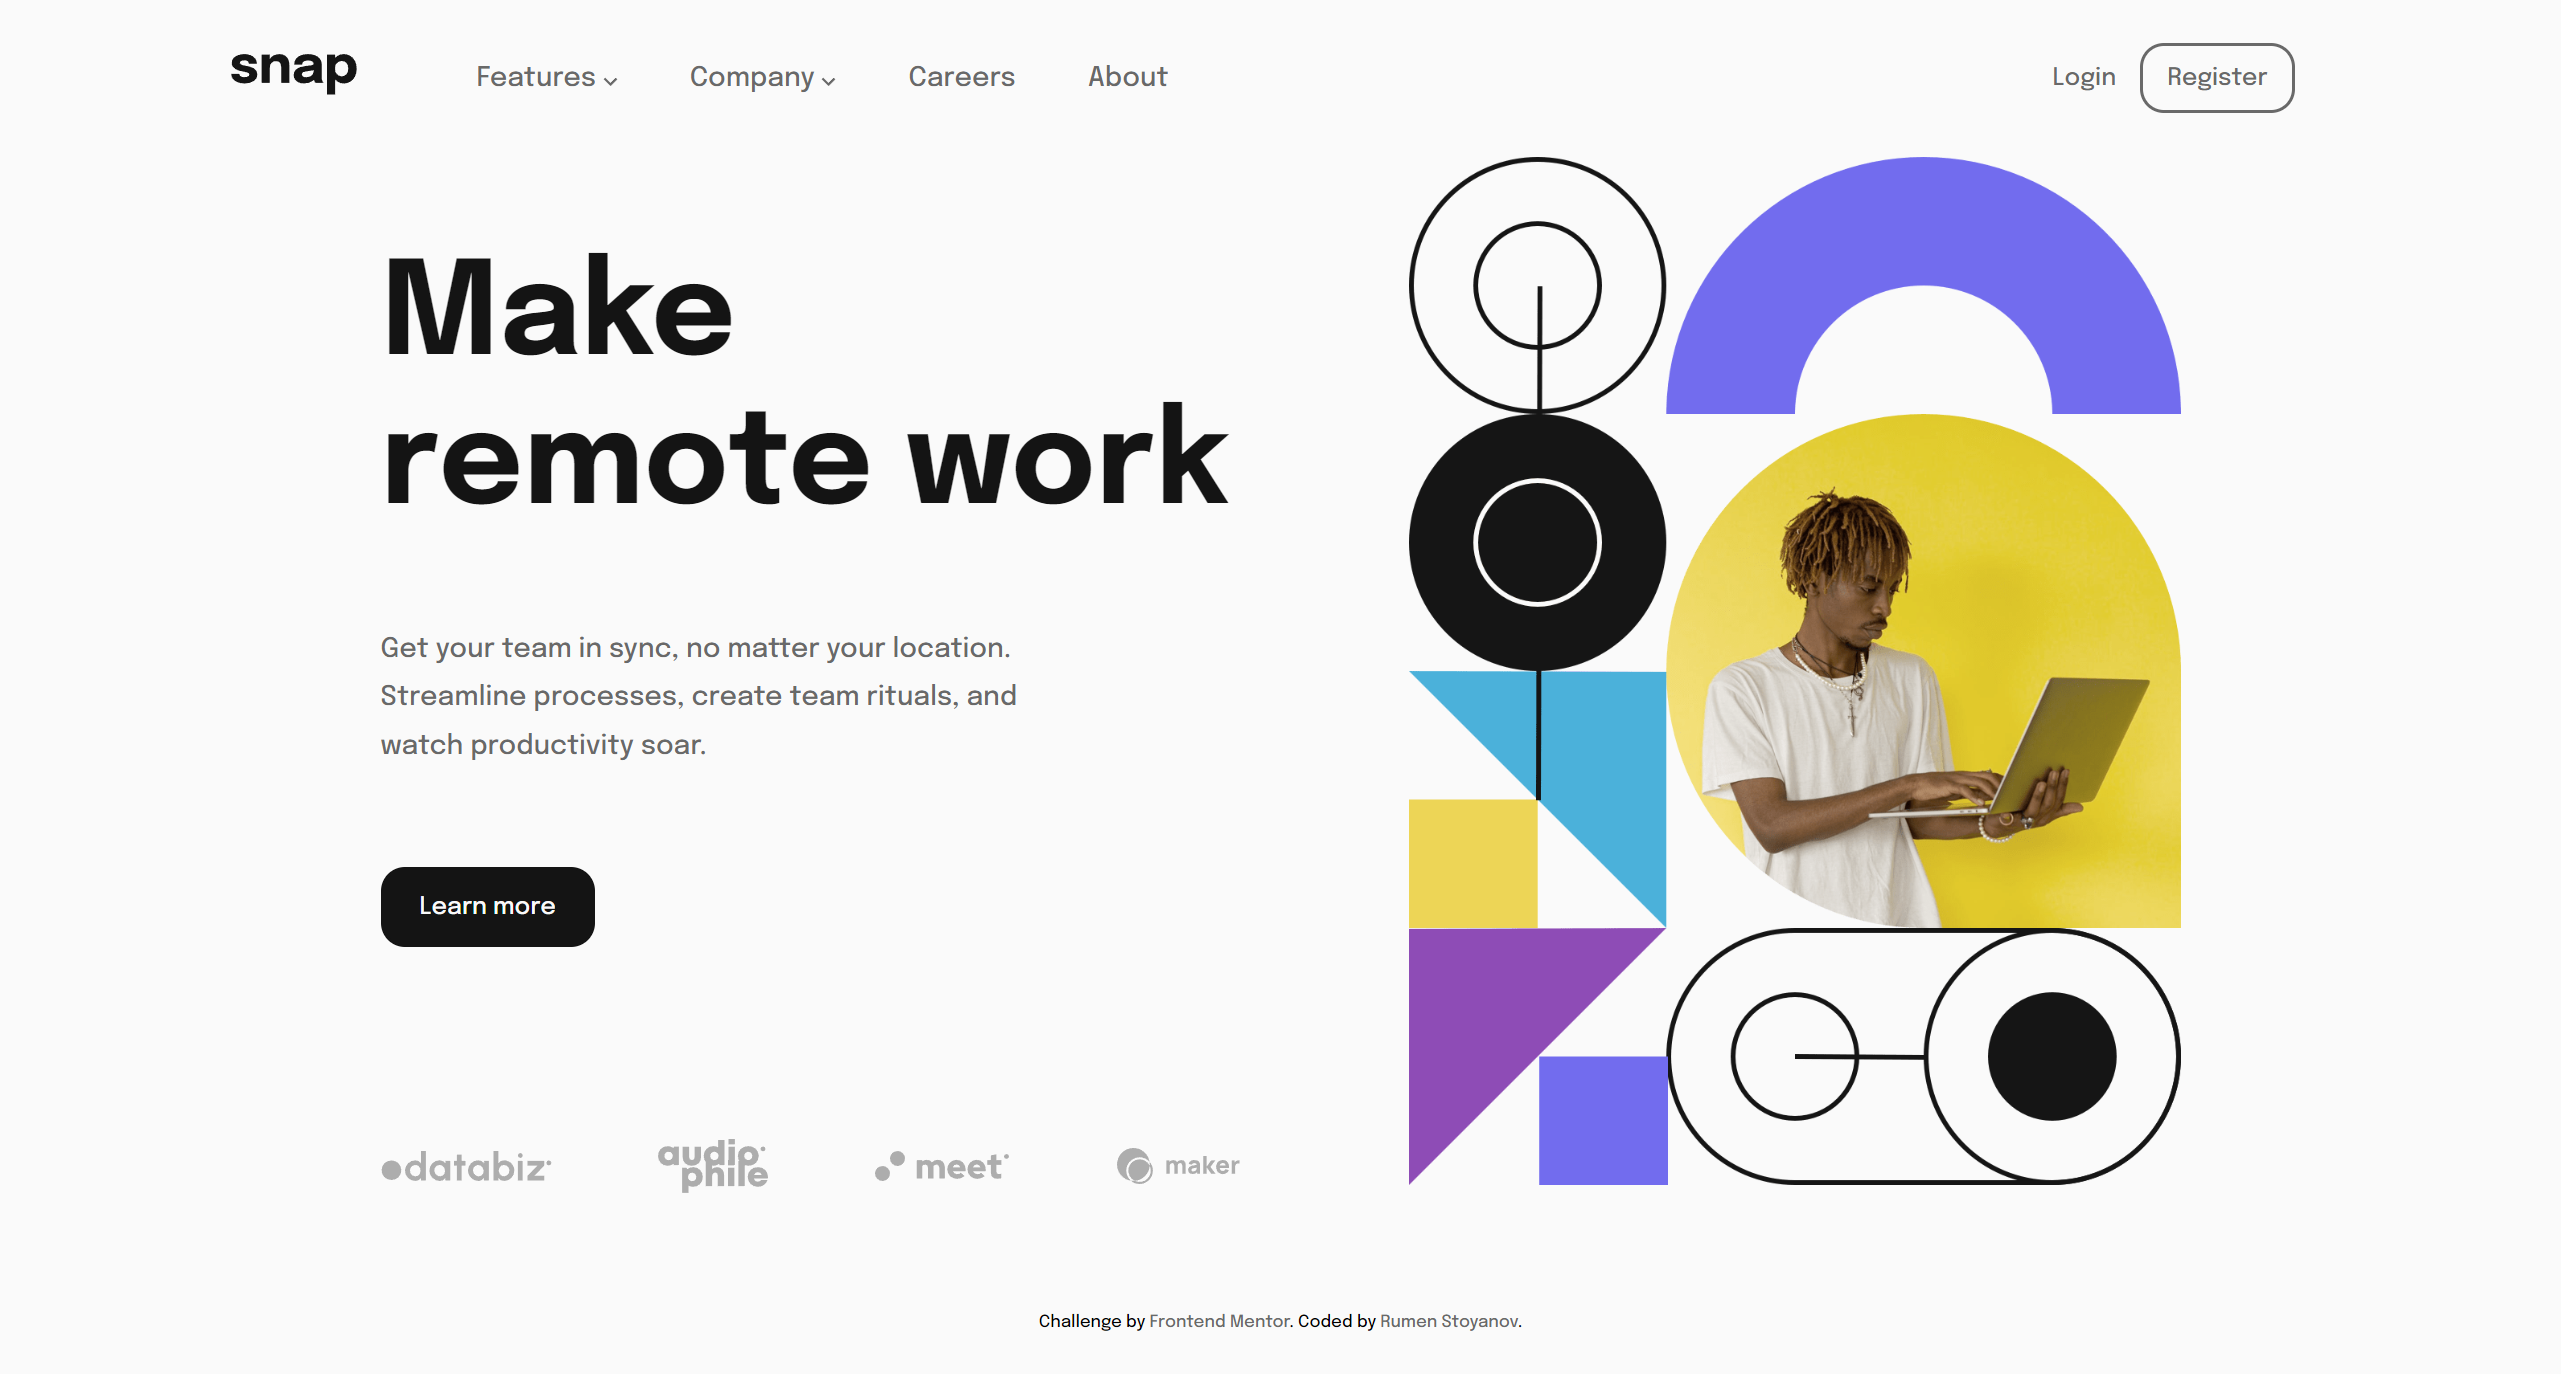 snap
Features
Company
Careers
About
Login
Register
Make
remote work
Get your team in sync, no matter your location.
Streamline processes, create team rituals, and
watch productivity soar.
Learn more
databiz
audio
phile
meet
maker
Challenge by Frontend Mentor. Coded by Rumen Stoyanov.